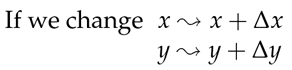 If we change x ⇝ x + Δx
y ⇝ y + Δy